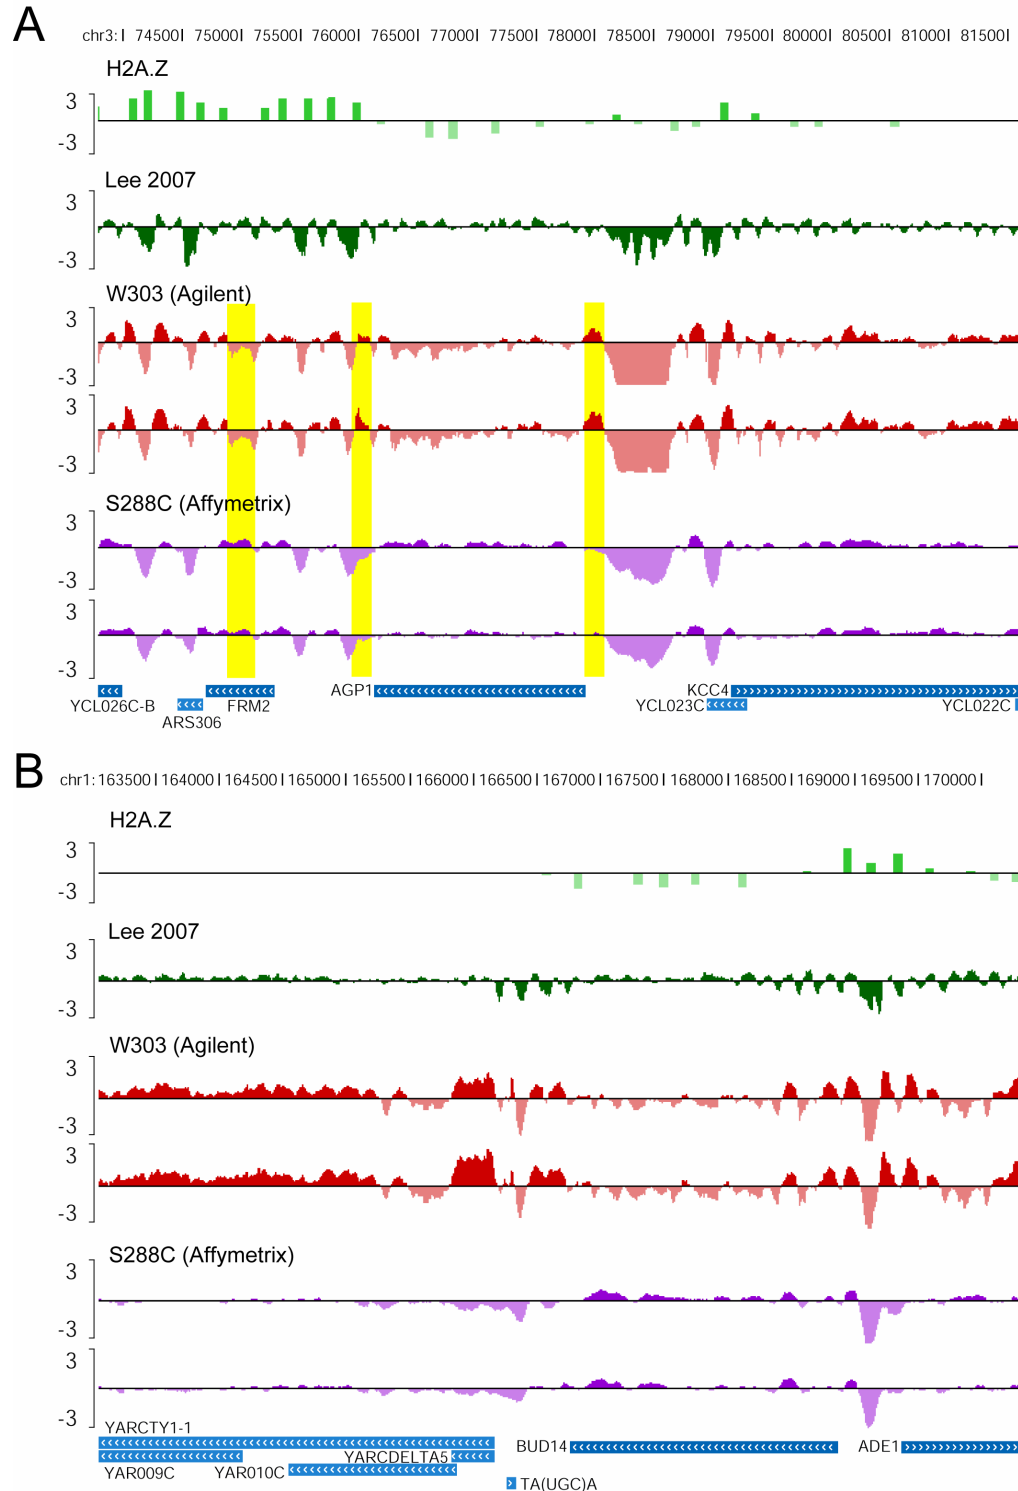 A
chr3: 74500 75000 75500 76000 76500 77000 77500 78000 78500 79000 79500 80000 80500 81000 81500
H2A.Z
3
-3
Lee 2007
3
-3
W303 (Agilent)
3
-3
3
-3
S288C (Affymetrix)
3
-3
3
-3
AGP1 KCC4
YCL026C-B FRM2 YCL023C YCL022C
ARS306
B
chr1: 163500 164000 164500 165000 165500 166000 166500 167000 167500 168000 168500 169000 169500 170000
H2A.Z
3
-3
Lee 2007
3
-3
W303 (Agilent)
3
-3
3
-3
S288C (Affymetrix)
3
-3
3
-3
YARCTY1-1
BUD14 ADE1
YARCDELTA5
YAR009C YAR010C
TA(UGC)A